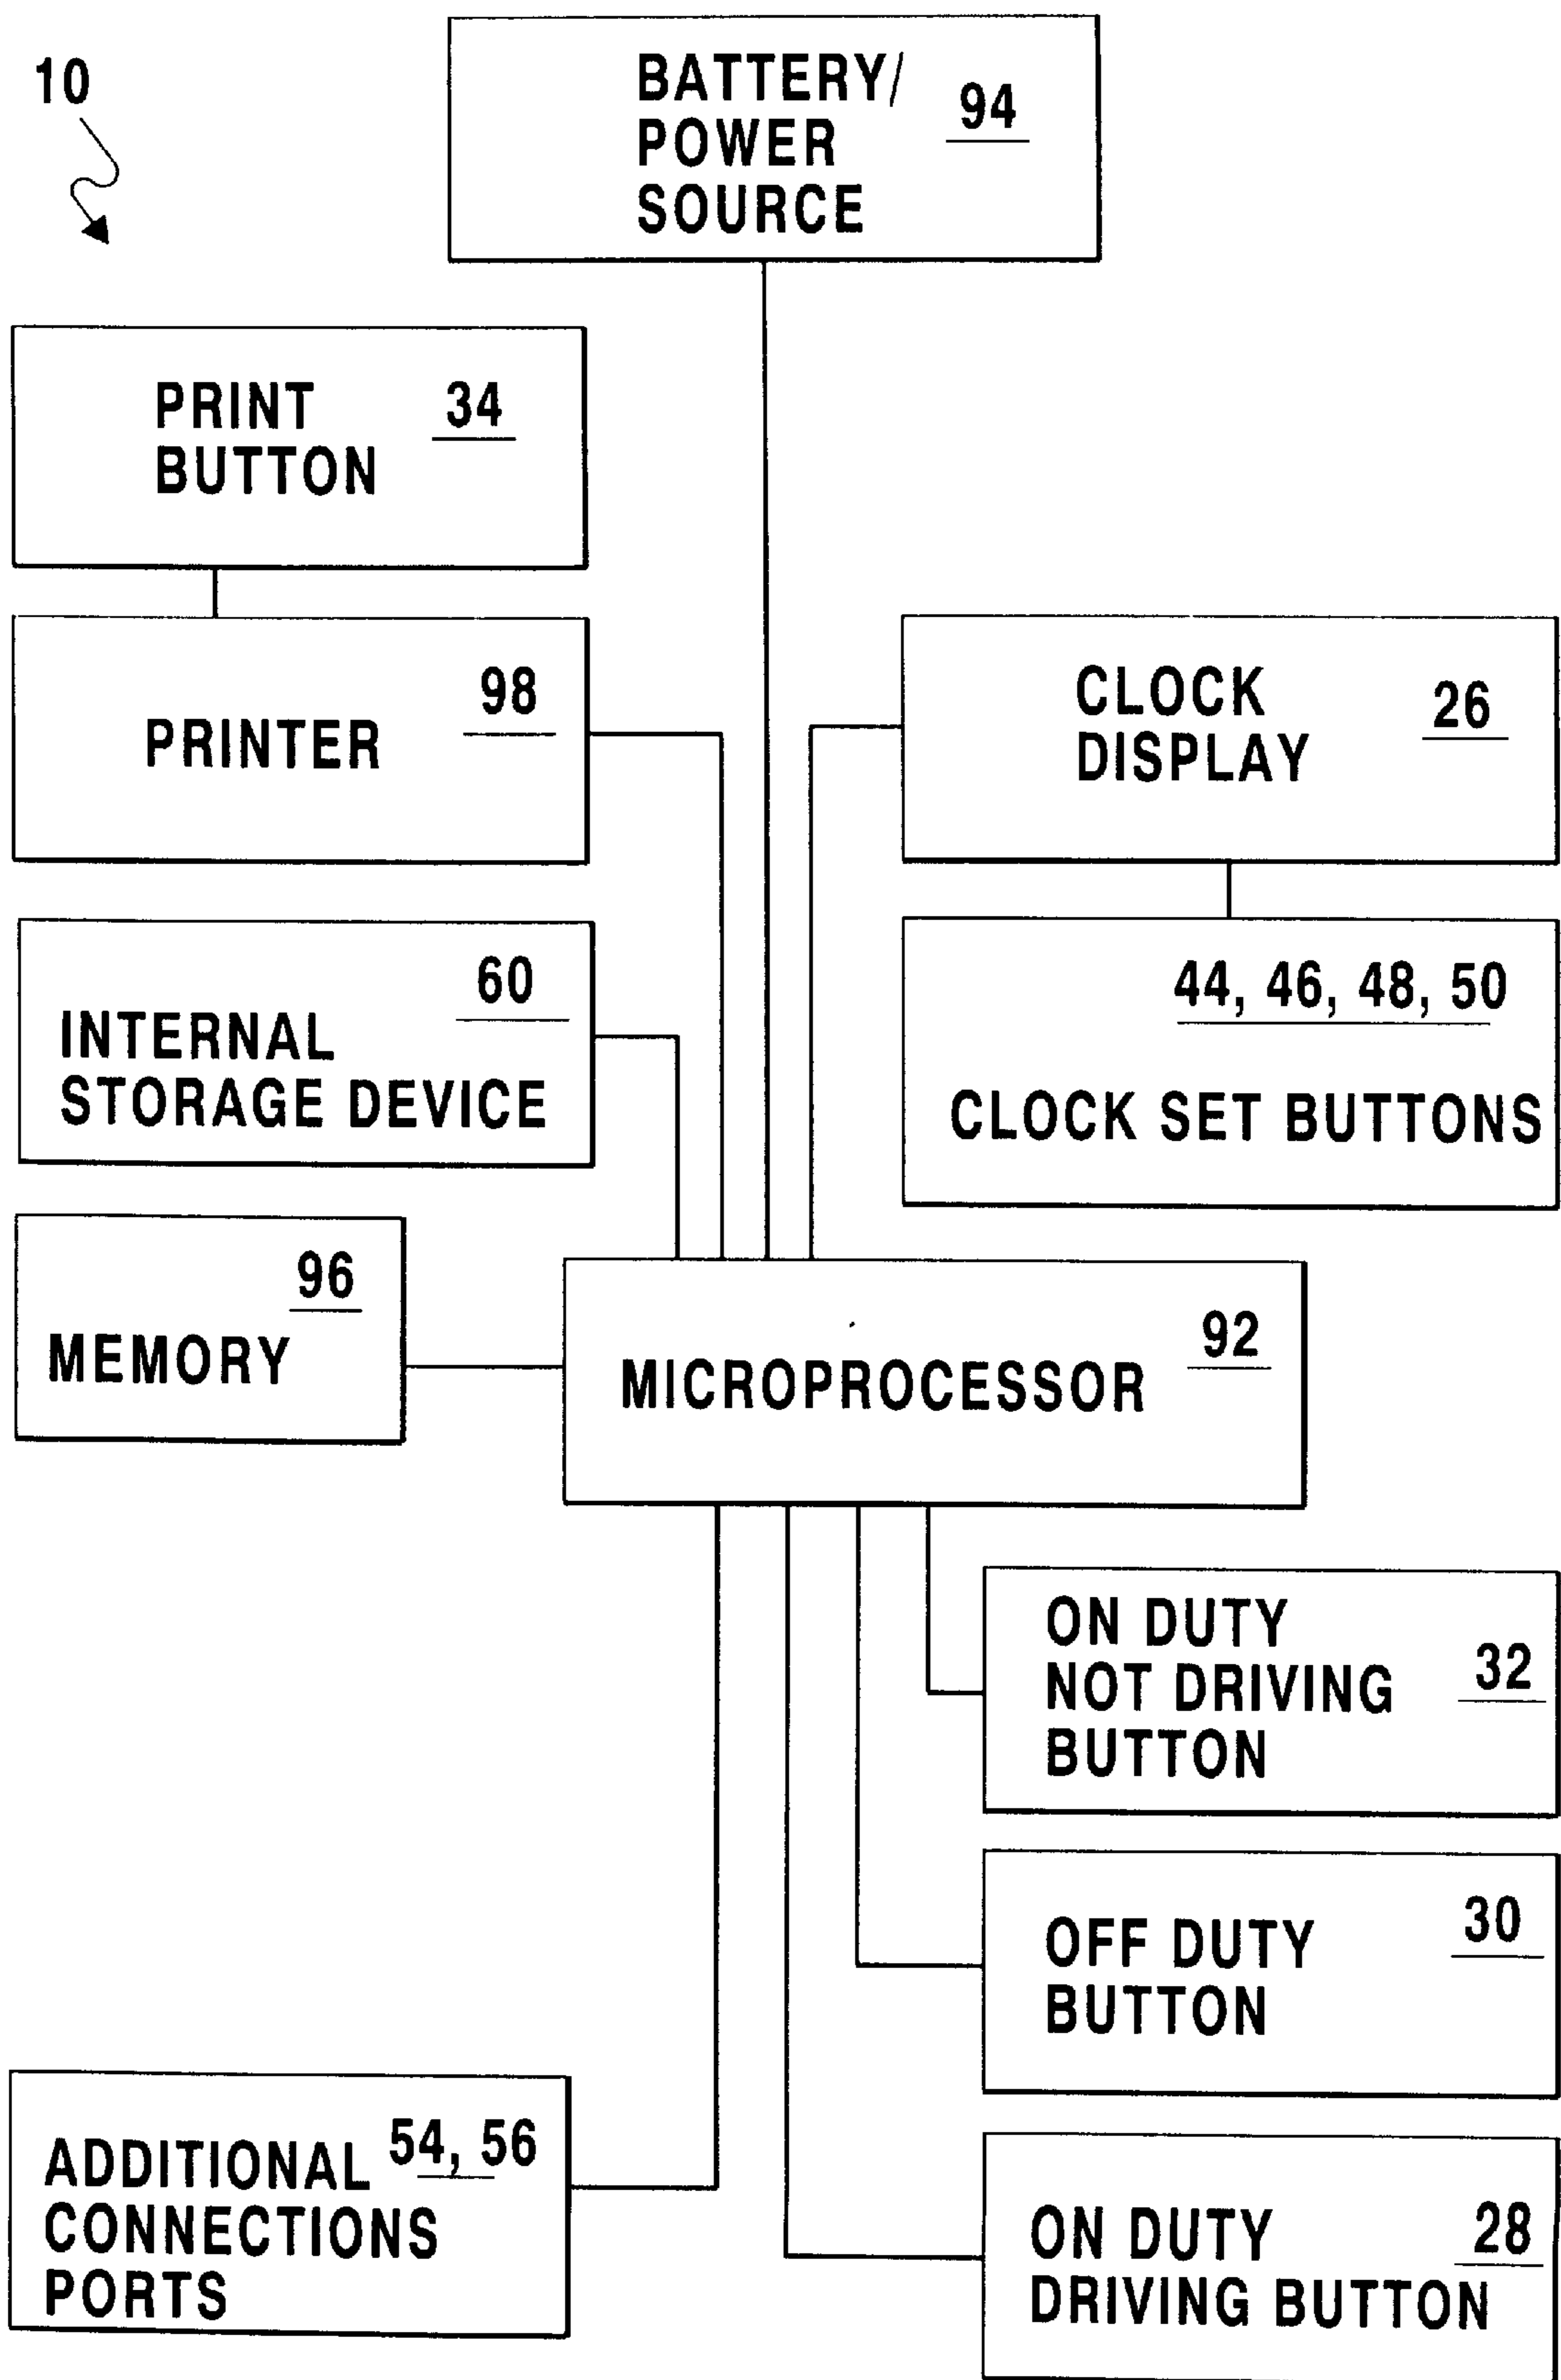 10
BATTERY/ 94
POWER
SOURCE
PRINT 34
BUTTON
PRINTER 98
CLOCK 26
DISPLAY
60
INTERNAL
STORAGE DEVICE
44, 46, 48, 50
CLOCK SET BUTTONS
96
MEMORY
92
MICROPROCESSOR
ON DUTY
NOT DRIVING 32
BUTTON
OFF DUTY 30
BUTTON
ADDITIONAL 54, 56
CONNECTIONS
PORTS
ON DUTY 28
DRIVING BUTTON